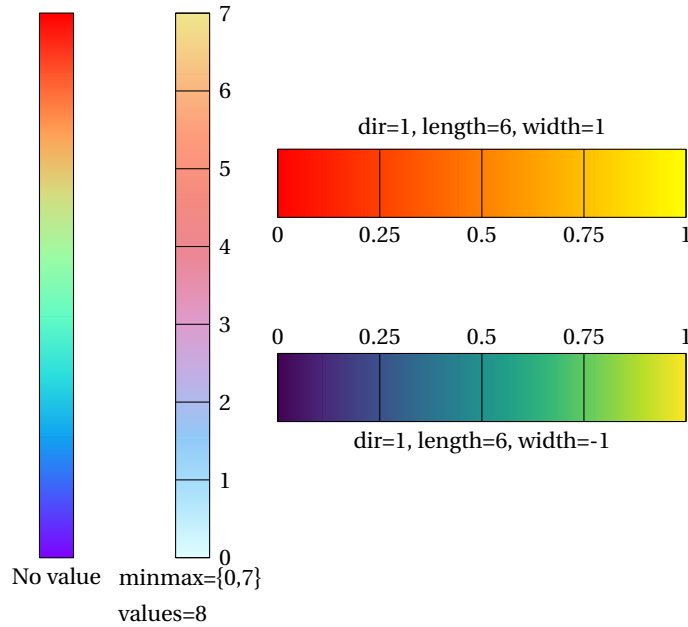 7
6
5
4
3
2
1
0
No value
minmax={0,7}
values=8
dir=1, length=6, width=1
0 0.25 0.5 0.75 1
0 0.25 0.5 0.75 1
dir=1, length=6, width=-1